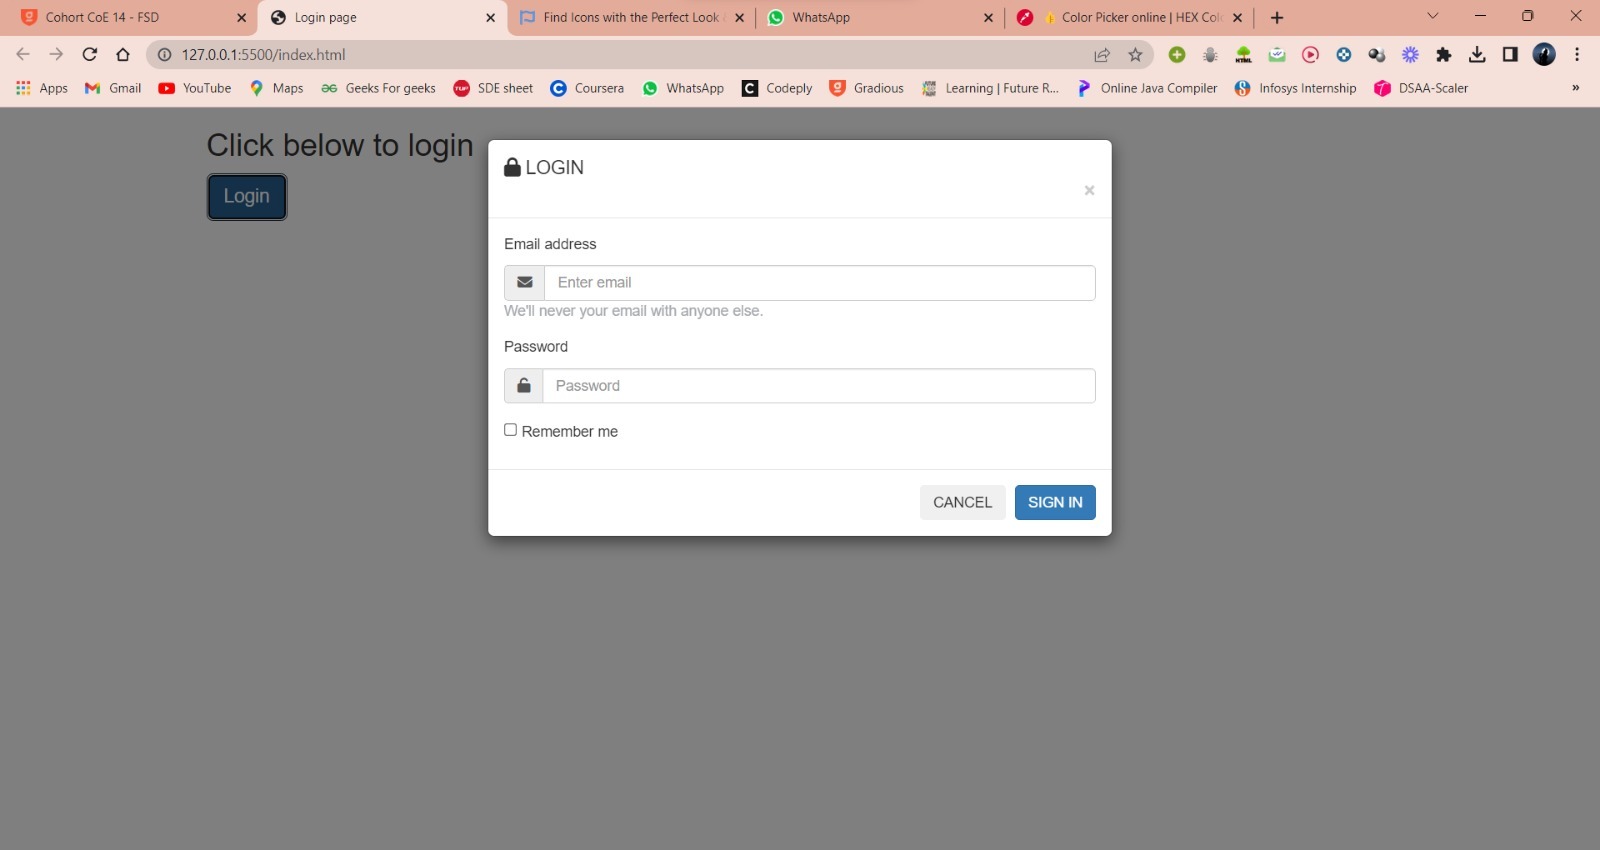 Cohort CoE 14 - FSD
Login page
Find Icons with the Perfect Look
WhatsApp
Color Picker online | HEX Col
127.0.0.1:5500/index.html
Apps
Gmail
YouTube
Maps
Geeks For geeks
SDE sheet
Coursera
WhatsApp
Codeply
Gradious
Learning | Future R...
Online Java Compiler
Infosys Internship
DSAA-Scaler
»
Click below to login
Login
LOGIN
×
Email address
Enter email
We'll never your email with anyone else.
Password
Password
Remember me
CANCEL
SIGN IN